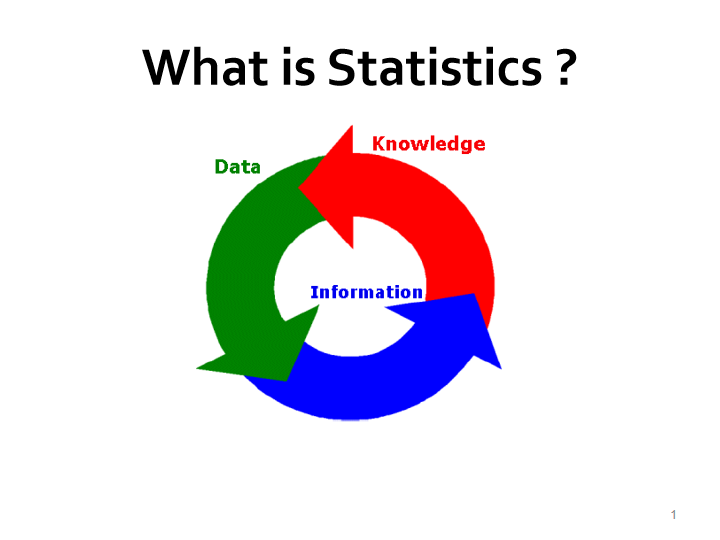 What is Statistics ?
Knowledge
Data
Information
1